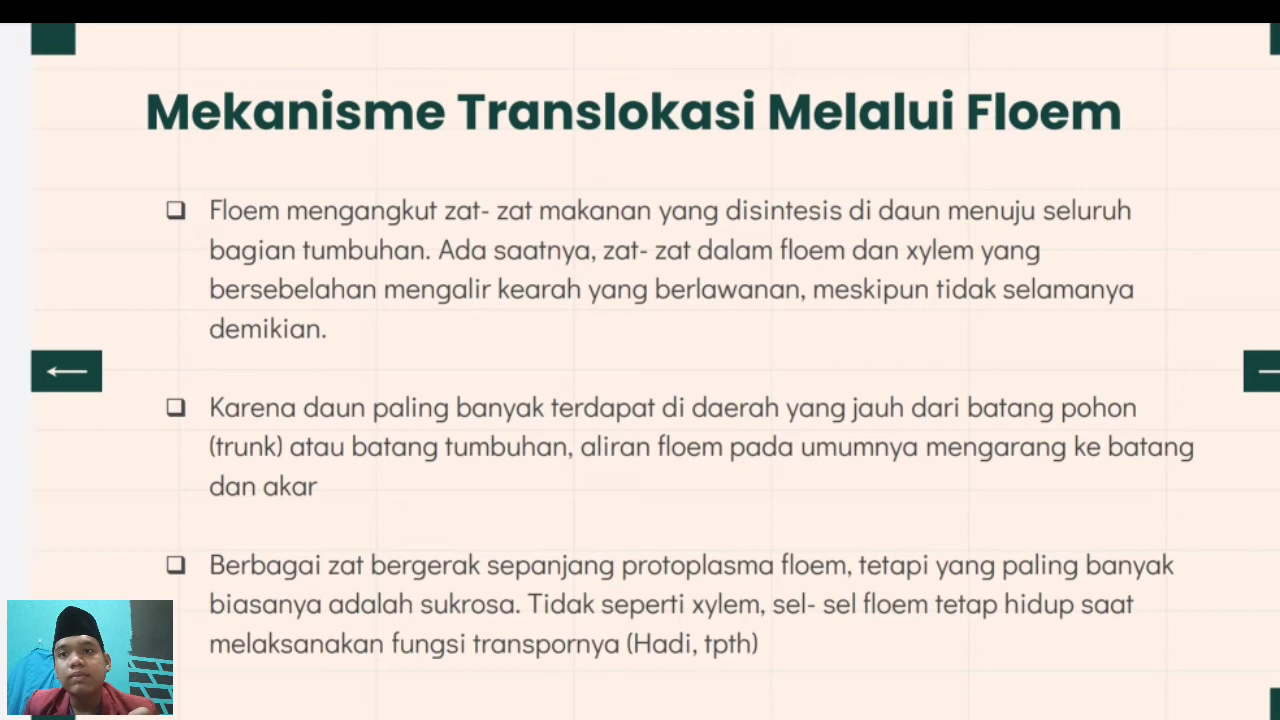 Mekanisme Translokasi Melalui Floem
❑ Floem mengangkut zat- zat makanan yang disintesis di daun menuju seluruh
bagian tumbuhan. Ada saatnya, zat- zat dalam floem dan xylem yang
bersebelahan mengalir kearah yang berlawanan, meskipun tidak selamanya
demikian.
❑ Karena daun paling banyak terdapat di daerah yang jauh dari batang pohon
(trunk) atau batang tumbuhan, aliran floem pada umumnya mengarang ke batang
dan akar
❑ Berbagai zat bergerak sepanjang protoplasma floem, tetapi yang paling banyak
biasanya adalah sukrosa. Tidak seperti xylem, sel- sel floem tetap hidup saat
melaksanakan fungsi transpornya (Hadi, tpth)